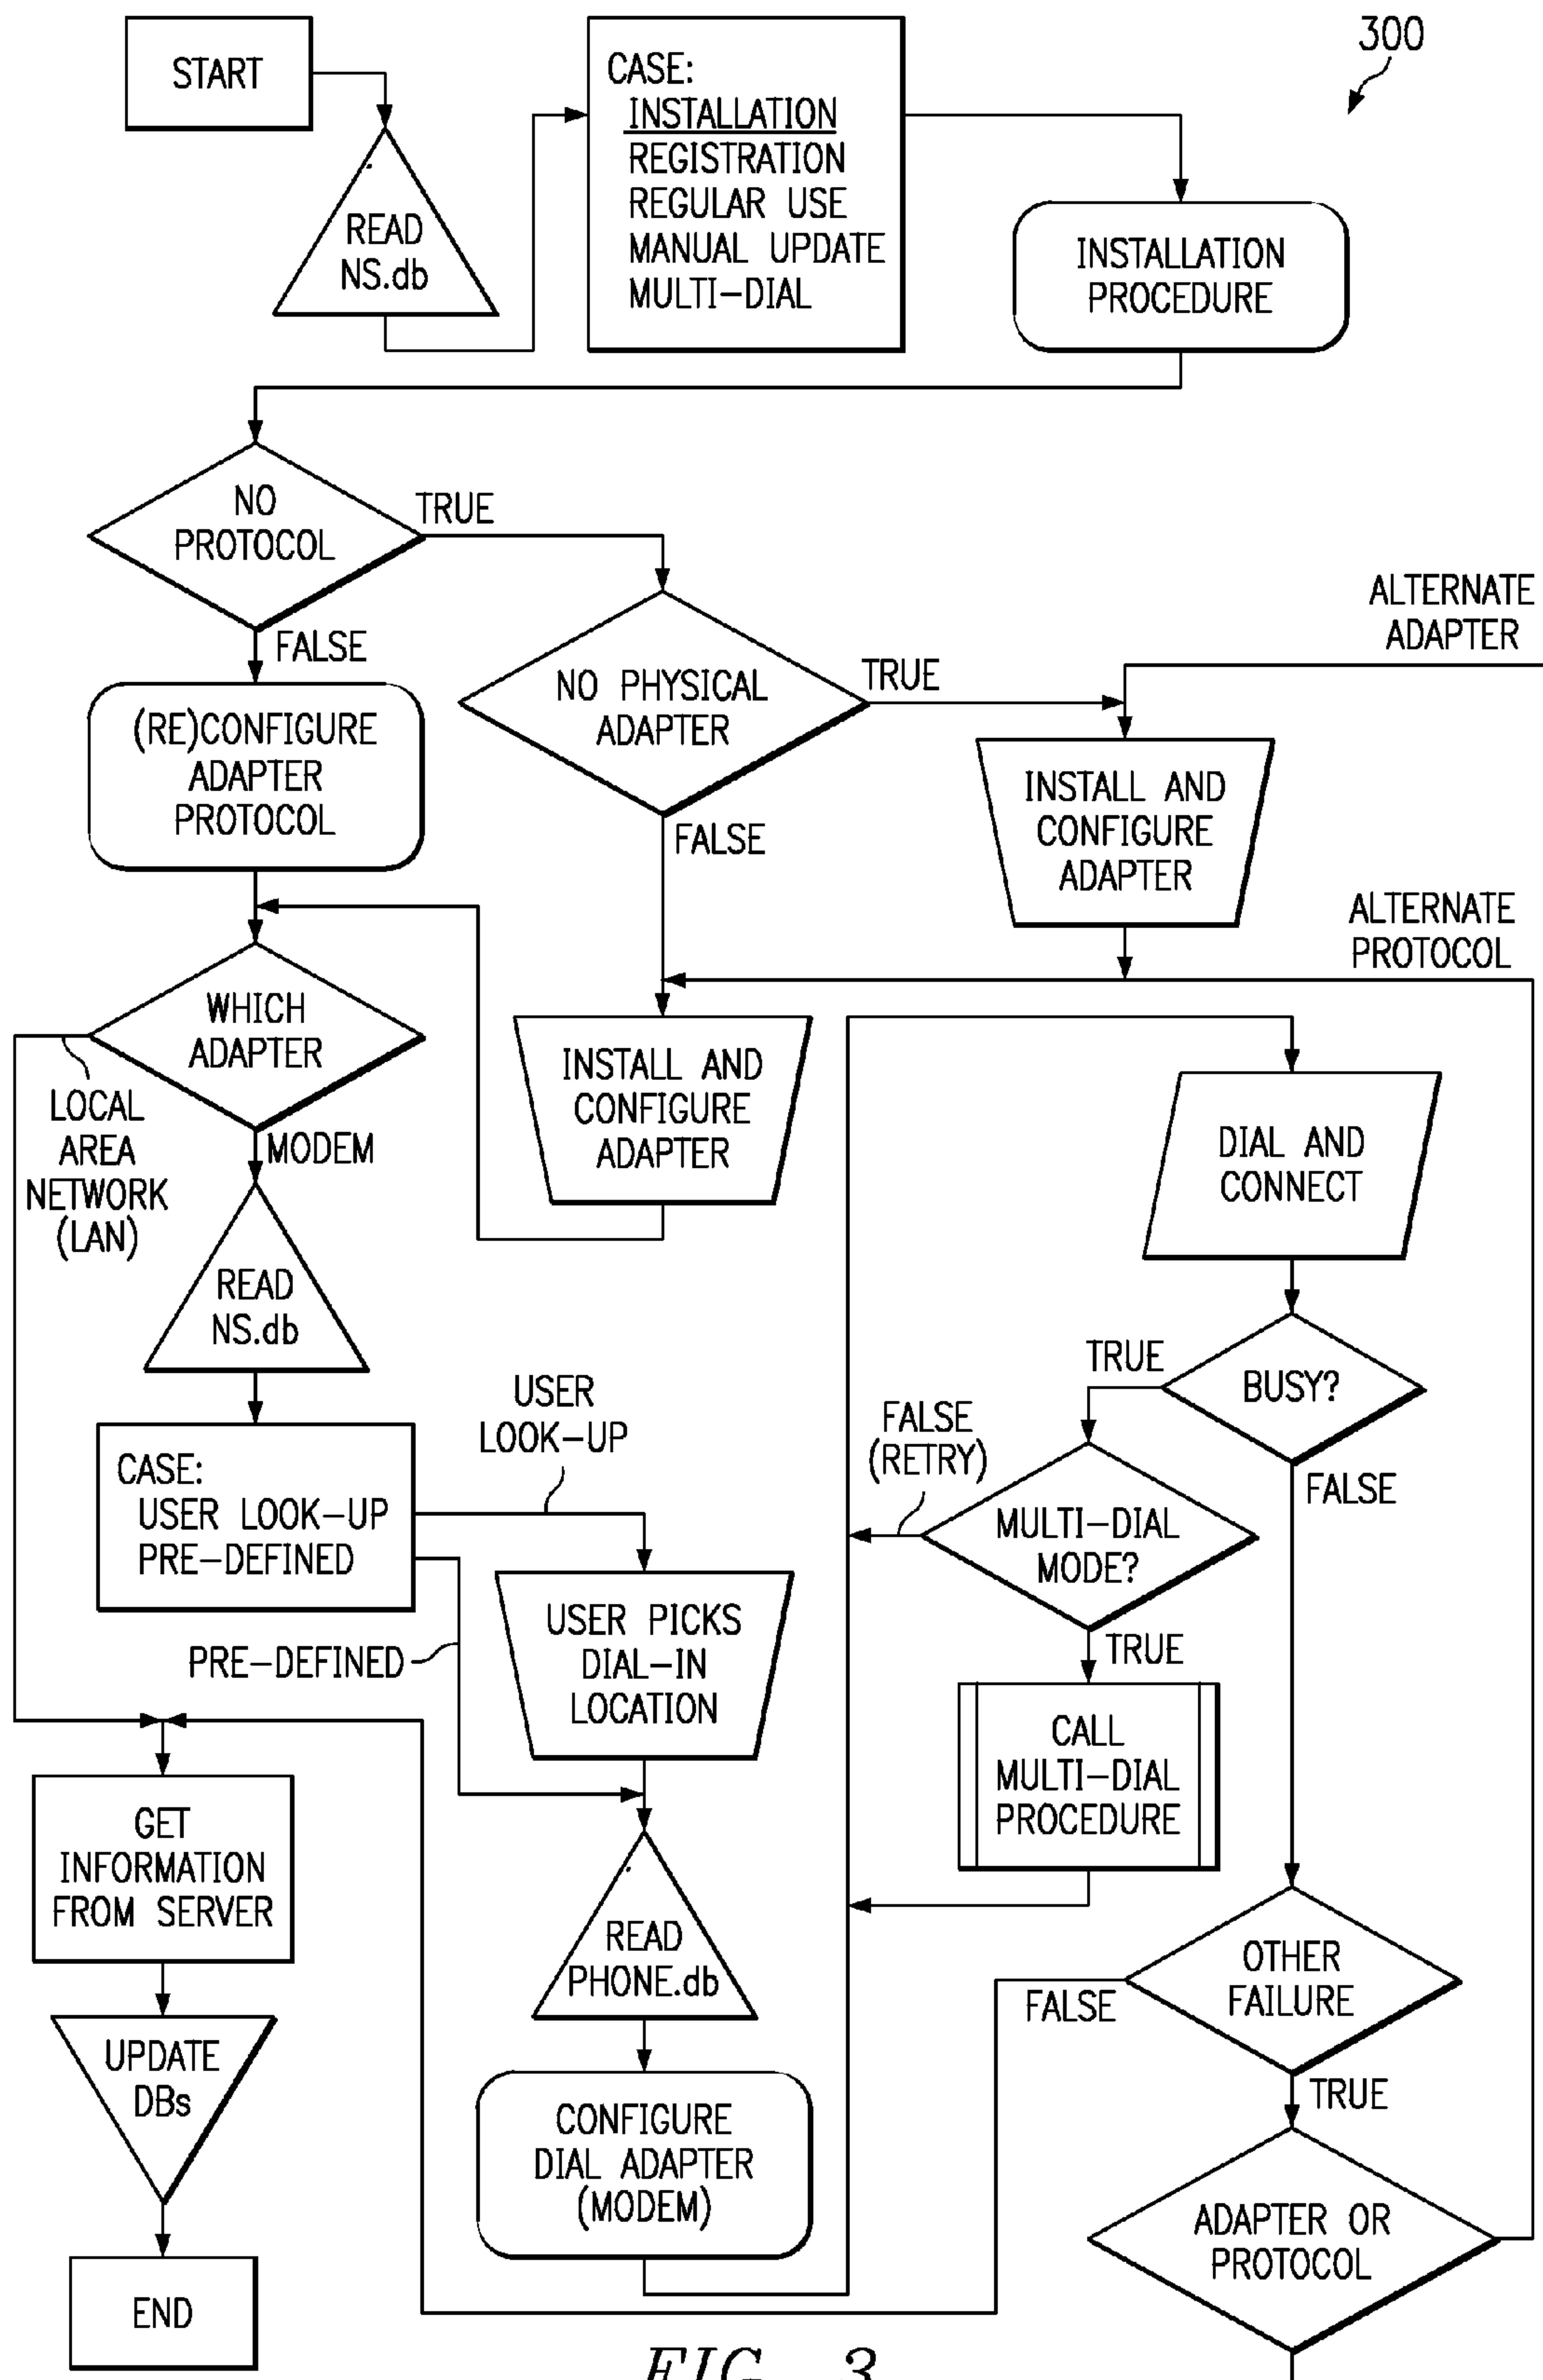 300
START
READ
NS.db
CASE:
INSTALLATION
REGISTRATION
REGULAR USE
MANUAL UPDATE
MULTI-DIAL
INSTALLATION
PROCEDURE
NO
PROTOCOL
TRUE
FALSE
NO PHYSICAL
ADAPTER
TRUE
FALSE
ALTERNATE
ADAPTER
(RE)CONFIGURE
ADAPTER
PROTOCOL
INSTALL AND
CONFIGURE
ADAPTER
ALTERNATE
PROTOCOL
WHICH
ADAPTER
LOCAL
AREA
NETWORK
(LAN)
MODEM
INSTALL AND
CONFIGURE
ADAPTER
DIAL AND
CONNECT
READ
NS.db
BUSY?
TRUE
FALSE
CASE:
USER LOOK-UP
PRE-DEFINED
USER
LOOK-UP
PRE-DEFINED
FALSE
(RETRY)
MULTI-DIAL
MODE?
TRUE
USER PICKS
DIAL-IN
LOCATION
CALL
MULTI-DIAL
PROCEDURE
GET
INFORMATION
FROM SERVER
READ
PHONE.db
OTHER
FAILURE
FALSE
TRUE
UPDATE
DBs
CONFIGURE
DIAL ADAPTER
(MODEM)
ADAPTER OR
PROTOCOL
END
FIG. 3